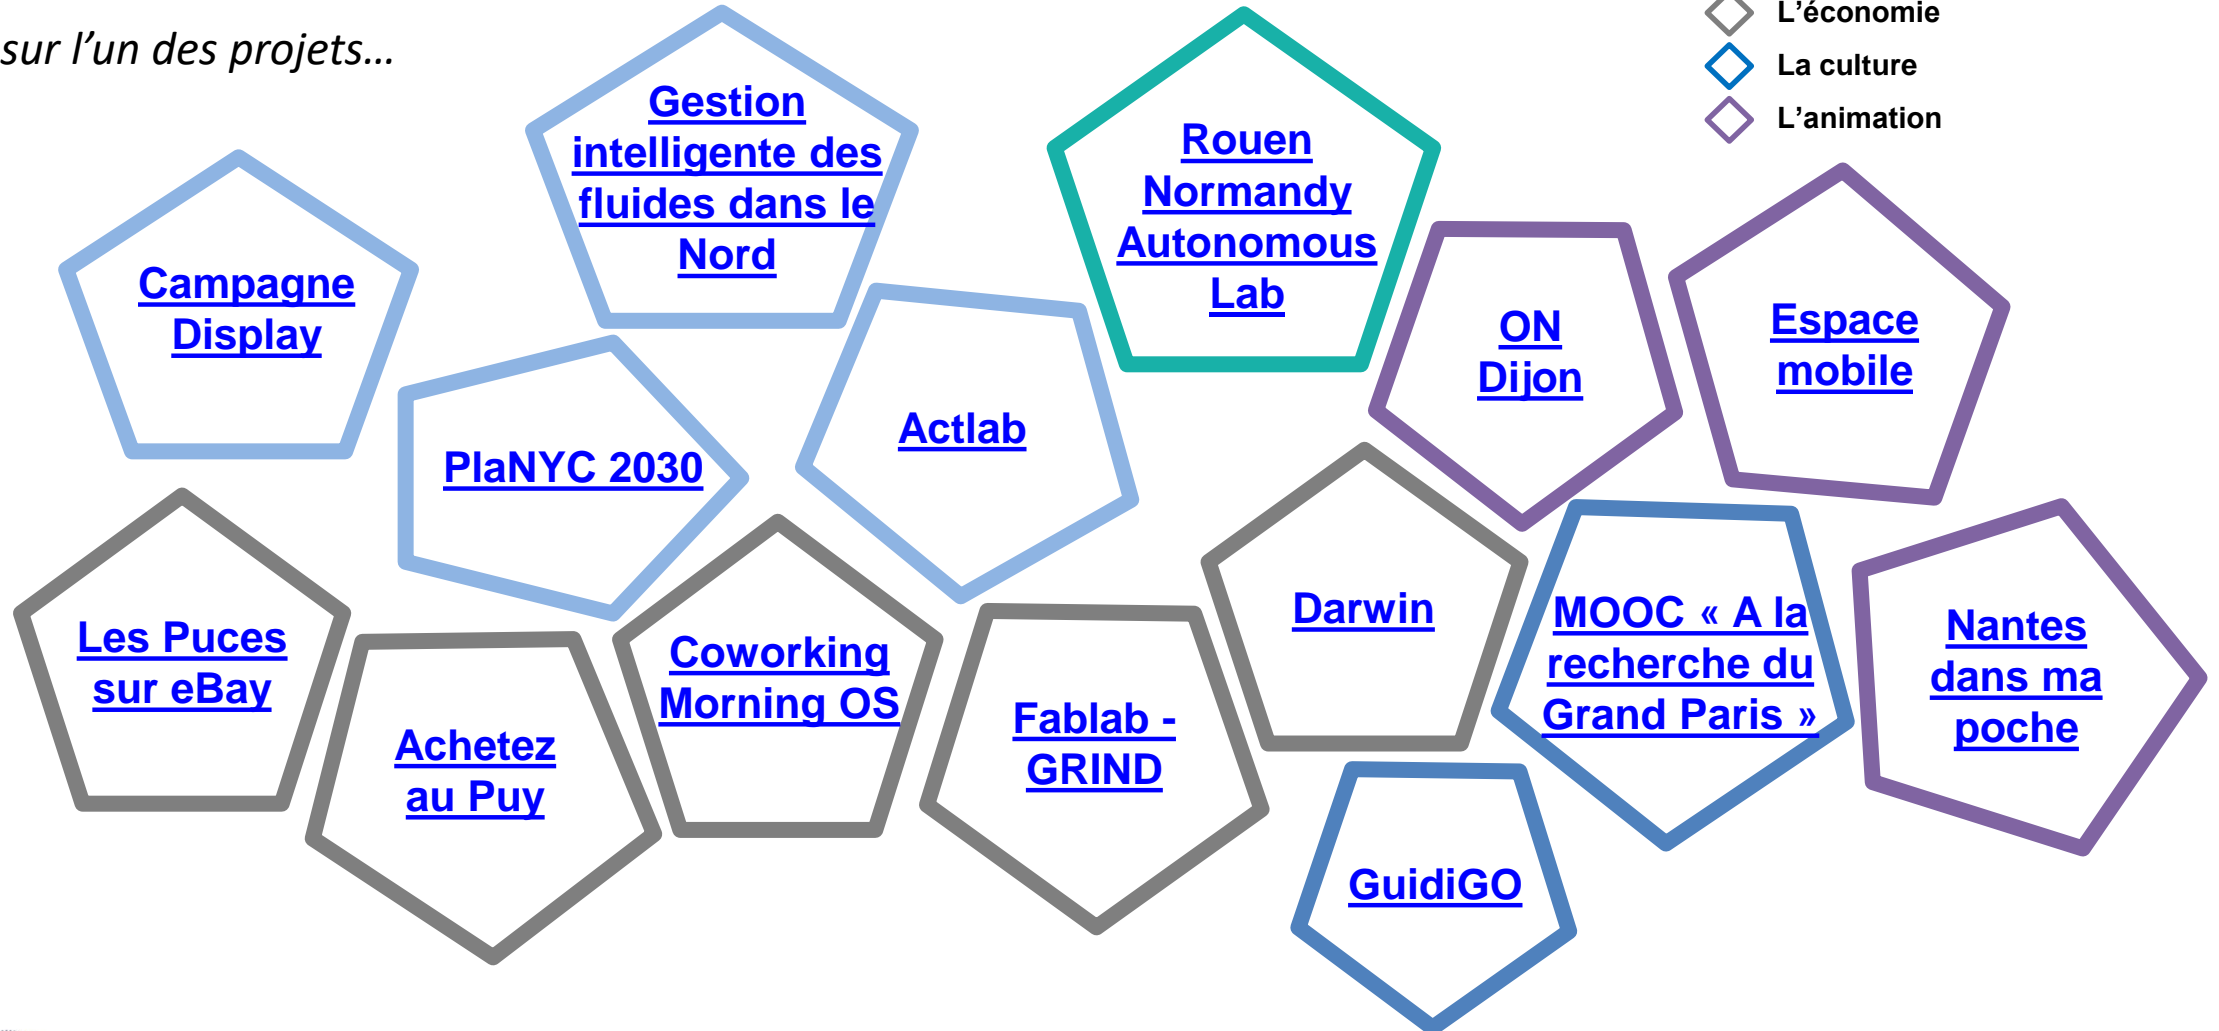 sur l’un des projets…
L’économie
La culture
L’animation
Gestion
intelligente des
fluides dans le
Nord
Rouen
Normandy
Autonomous
Lab
Campagne
Display
ON
Dijon
Espace
mobile
PlaNYC 2030
Actlab
Les Puces
sur eBay
Achetez
au Puy
Coworking
Morning OS
Fablab -
GRIND
Darwin
MOOC « A la
recherche du
Grand Paris »
Nantes
dans ma
poche
GuidiGO